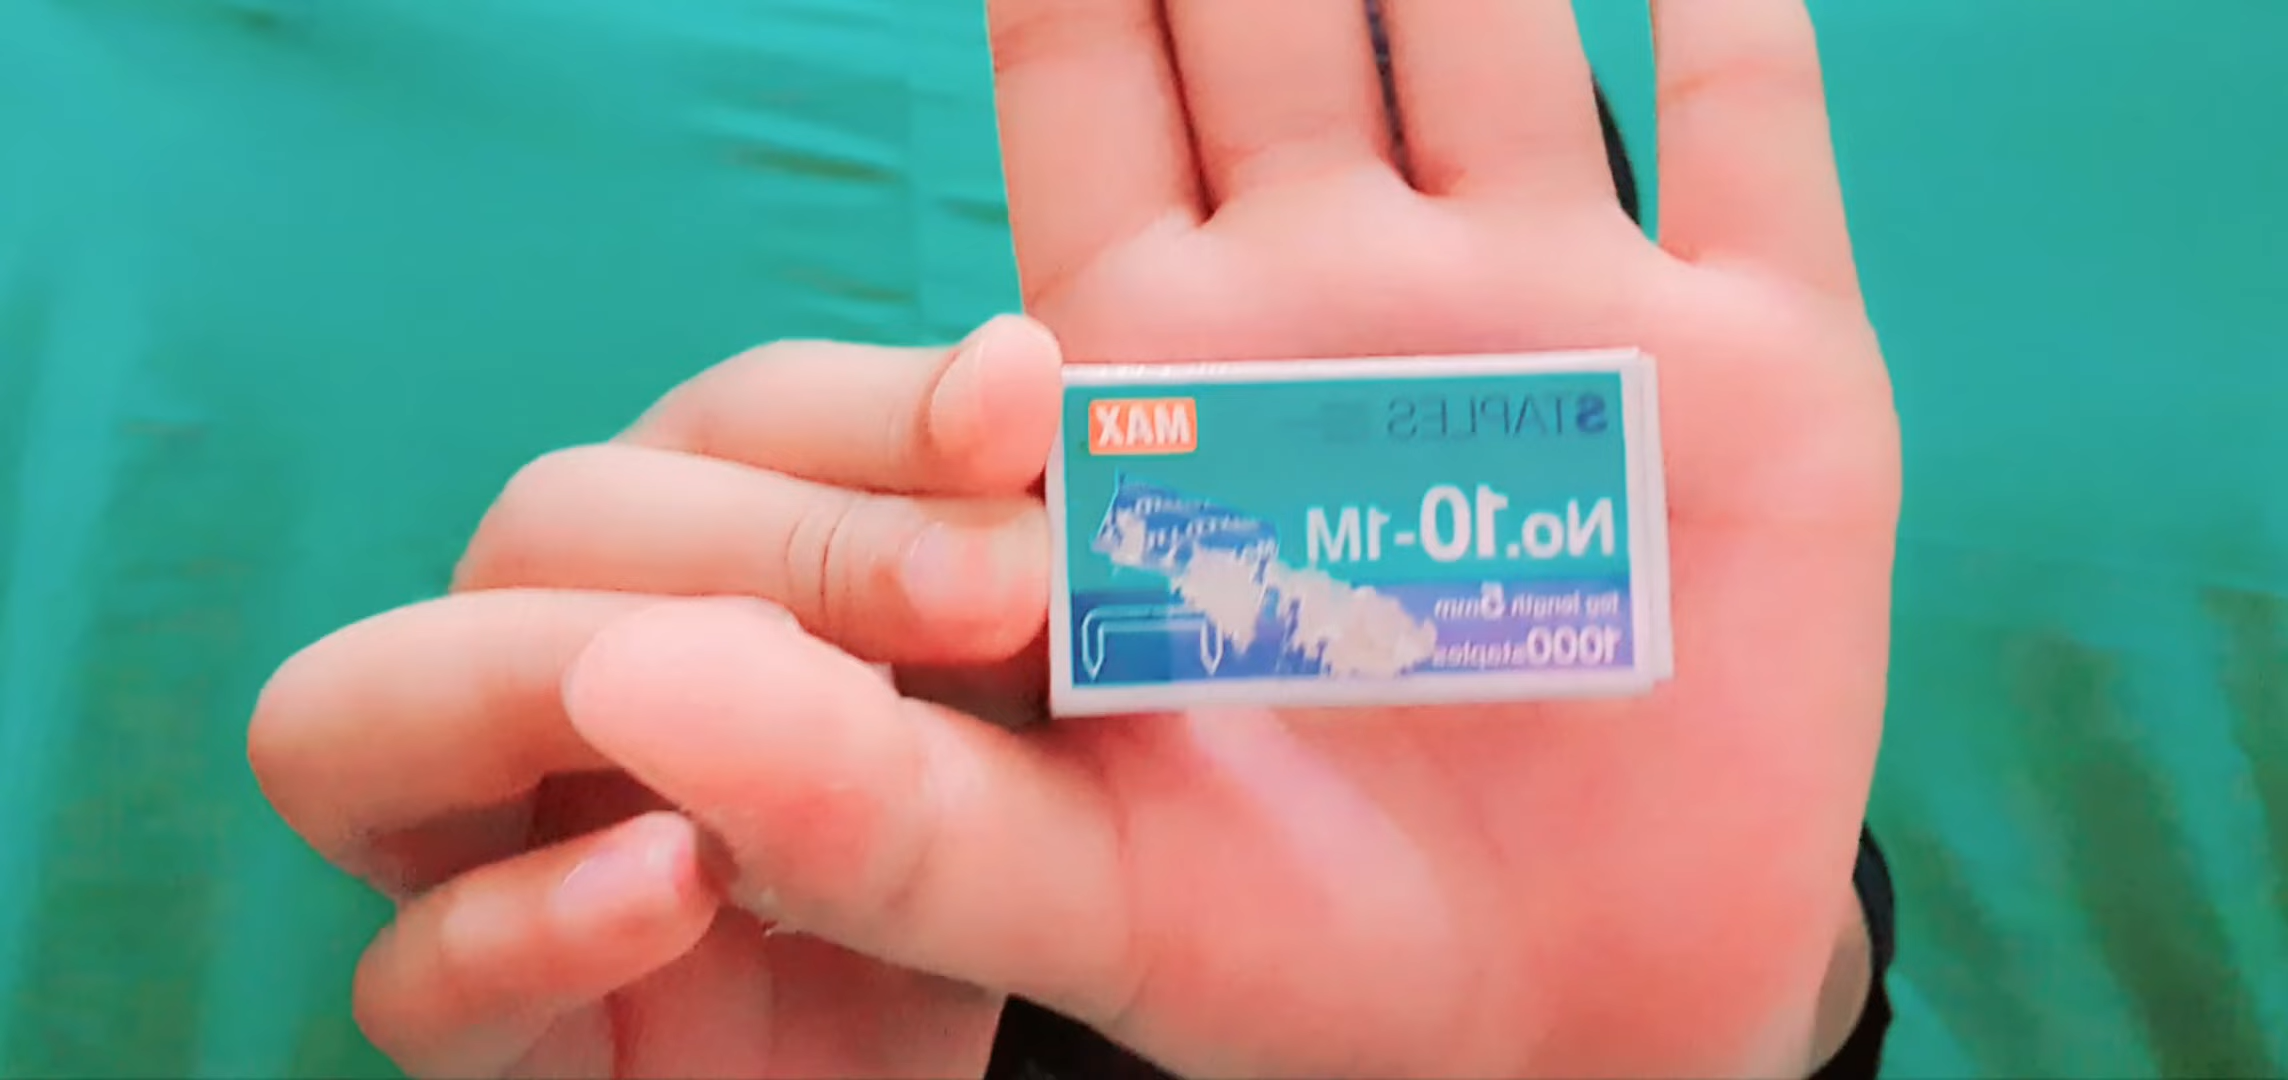 STAPLES
MAX
No.10-1M
leg length 5mm
1000staples